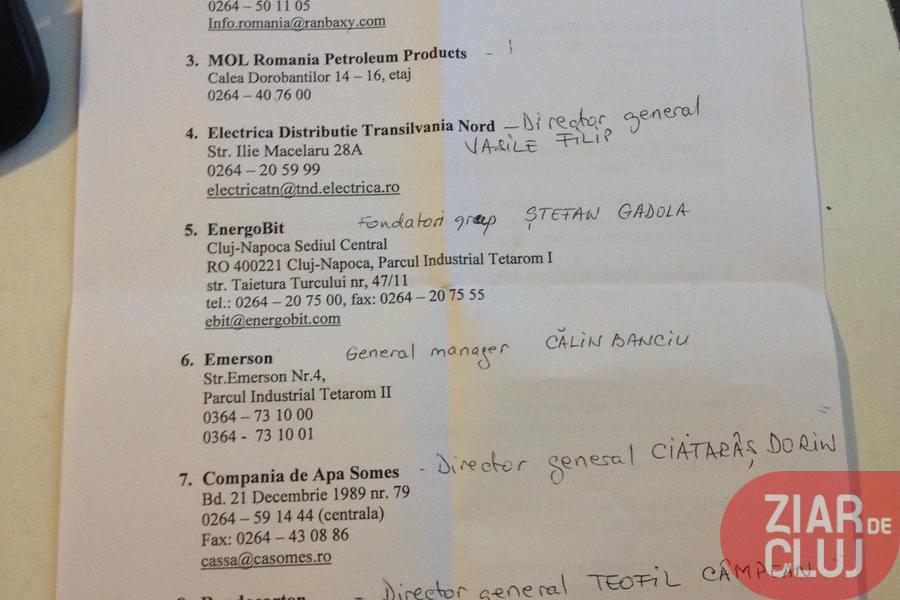 0264 – 50 11 05
Info.romania@ranbaxy.com
3. MOL Romania Petroleum Products -
Calea Dorobantilor 14 – 16, etaj
0264 – 40 76 00
4. Electrica Distributie Transilvania Nord – Director general
VASILE FILIP
Str. Ilie Macelaru 28A
0264 – 20 59 99
electricatn@tnd.electrica.ro
5. EnergoBit Fondatori grup ȘTEFAN GADOLA
Cluj-Napoca Sediul Central
RO 400221 Cluj-Napoca, Parcul Industrial Tetarom I
str. Taietura Turcului nr, 47/11
tel.: 0264 – 20 75 00, fax: 0264 – 20 75 55
ebit@energobit.com
6. Emerson General manager CĂLIN BANCIU
Str.Emerson Nr.4,
Parcul Industrial Tetarom II
0364 – 73 10 00
0364 - 73 10 01
7. Compania de Apa Somes - Director general CIATARÂȘ DORIN
Bd. 21 Decembrie 1989 nr. 79
0264 – 59 14 44 (centrala)
Fax: 0264 – 43 08 86
cassa@casomes.ro
- Director general TEOFIL CÂMPEAN
ZIAR DE
CLUJ